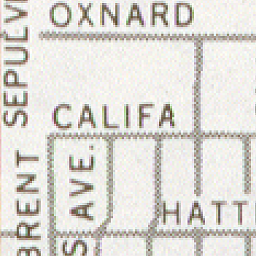 OXNARD
SEPULV
CALIFA
AVE.
BRENT
HATT
S